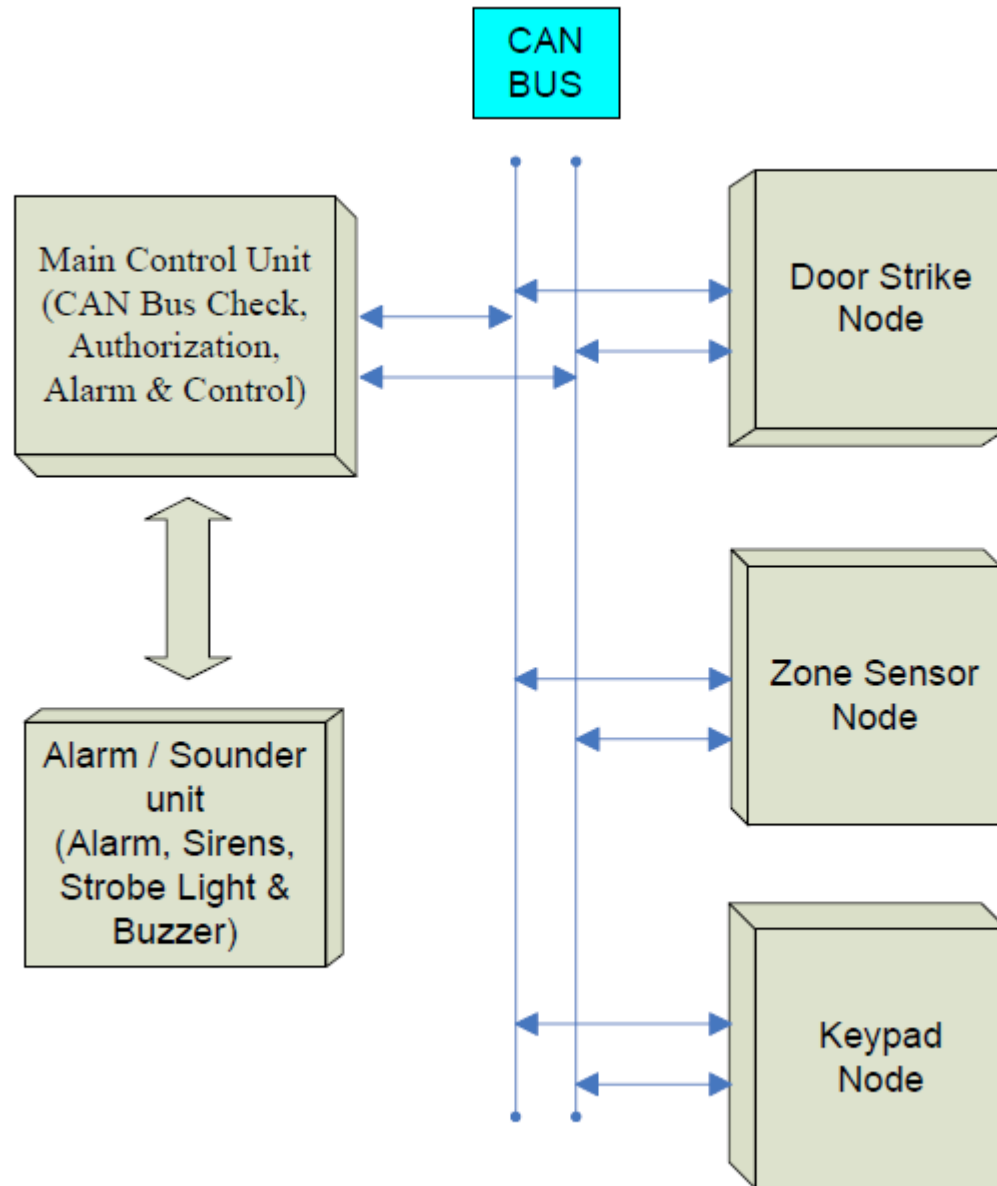 CAN
BUS
Main Control Unit
(CAN Bus Check,
Authorization,
Alarm & Control)
Door Strike
Node
Zone Sensor
Node
Alarm / Sounder
unit
(Alarm, Sirens,
Strobe Light &
Buzzer)
Keypad
Node